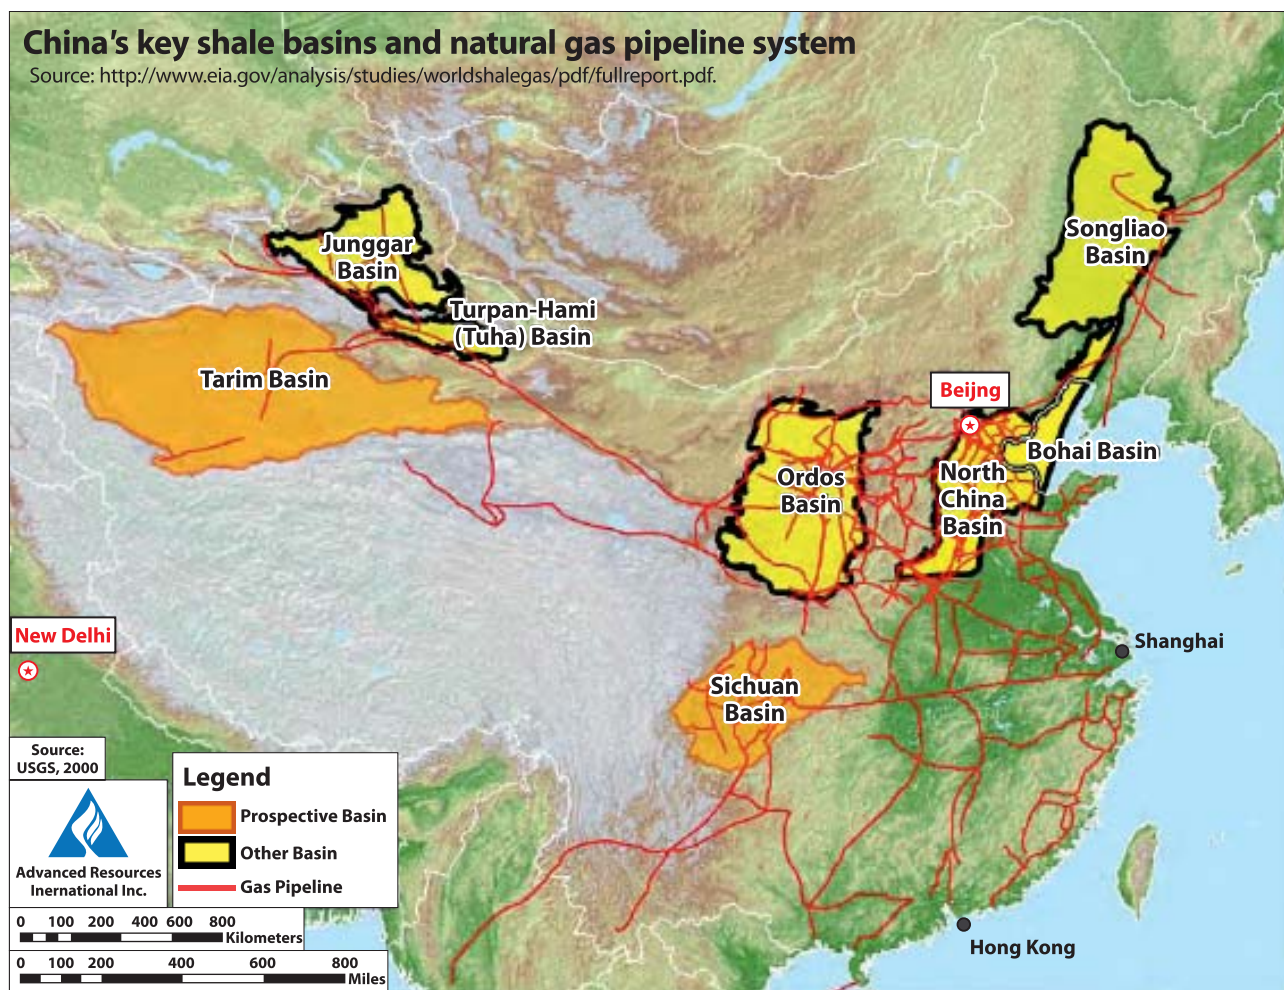 China's key shale basins and natural gas pipeline system
Source: http://www.eia.gov/analysis/studies/worldshalegas/pdf/fullreport.pdf.
Junggar
Basin
Turpan-Hami
(Tuha) Basin
Tarim Basin
Songliao
Basin
Beijng
Bohai Basin
Ordos
Basin
North
China
Basin
New Delhi
Shanghai
Sichuan
Basin
Source:
USGS, 2000
Legend
Prospective Basin
Other Basin
Gas Pipeline
Advanced Resources
Inernational Inc.
0 100 200 400 600 800
Kilometers
0 100 200 400 600 800
Miles
Hong Kong